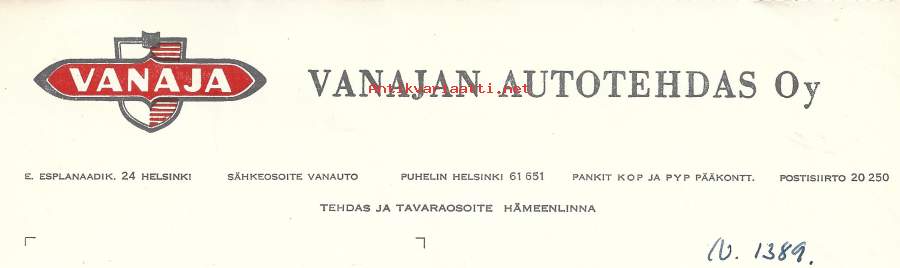 VANAJA
VANAJAN AUTOTEHDAS Oy
Antikvariaatti.net
E. ESPLANAADIK. 24 HELSINKI SÄHKEOSOITE VANAUTO PUHELIN HELSINKI 61 651 PANKIT KOP JA PYP PÄÄKONTT. POSTISIIRTO 20 250
TEHDAS JA TAVARAOSOITE HÄMEENLINNA
N. 1389.